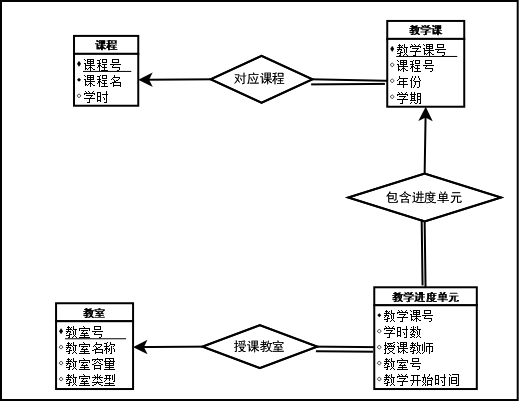 课程
课程号
课程名
学时
对应课程
教学课
教学课号
课程号
年份
学期
包含进度单元
教室
教室号
教室名称
教室容量
教室类型
授课教室
教学进度单元
教学课号
学时数
授课教师
教室号
教学开始时间